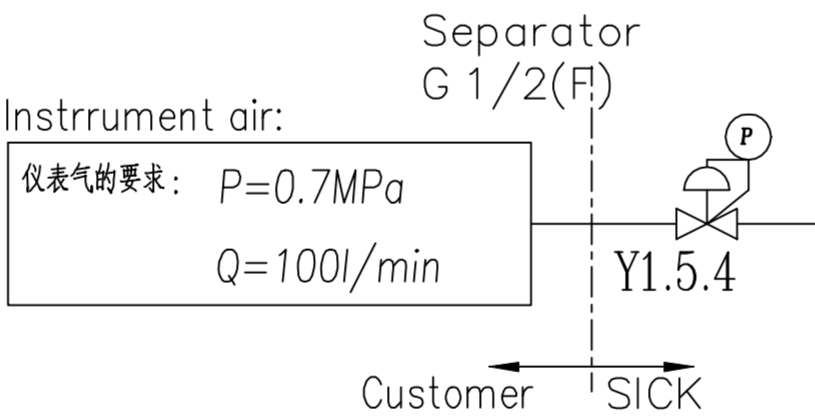 Separator
G 1/2(F)
Instrrument air:
仪表气的要求: P=0.7MPa
Q=100l/min
P
Y1.5.4
Customer
SICK